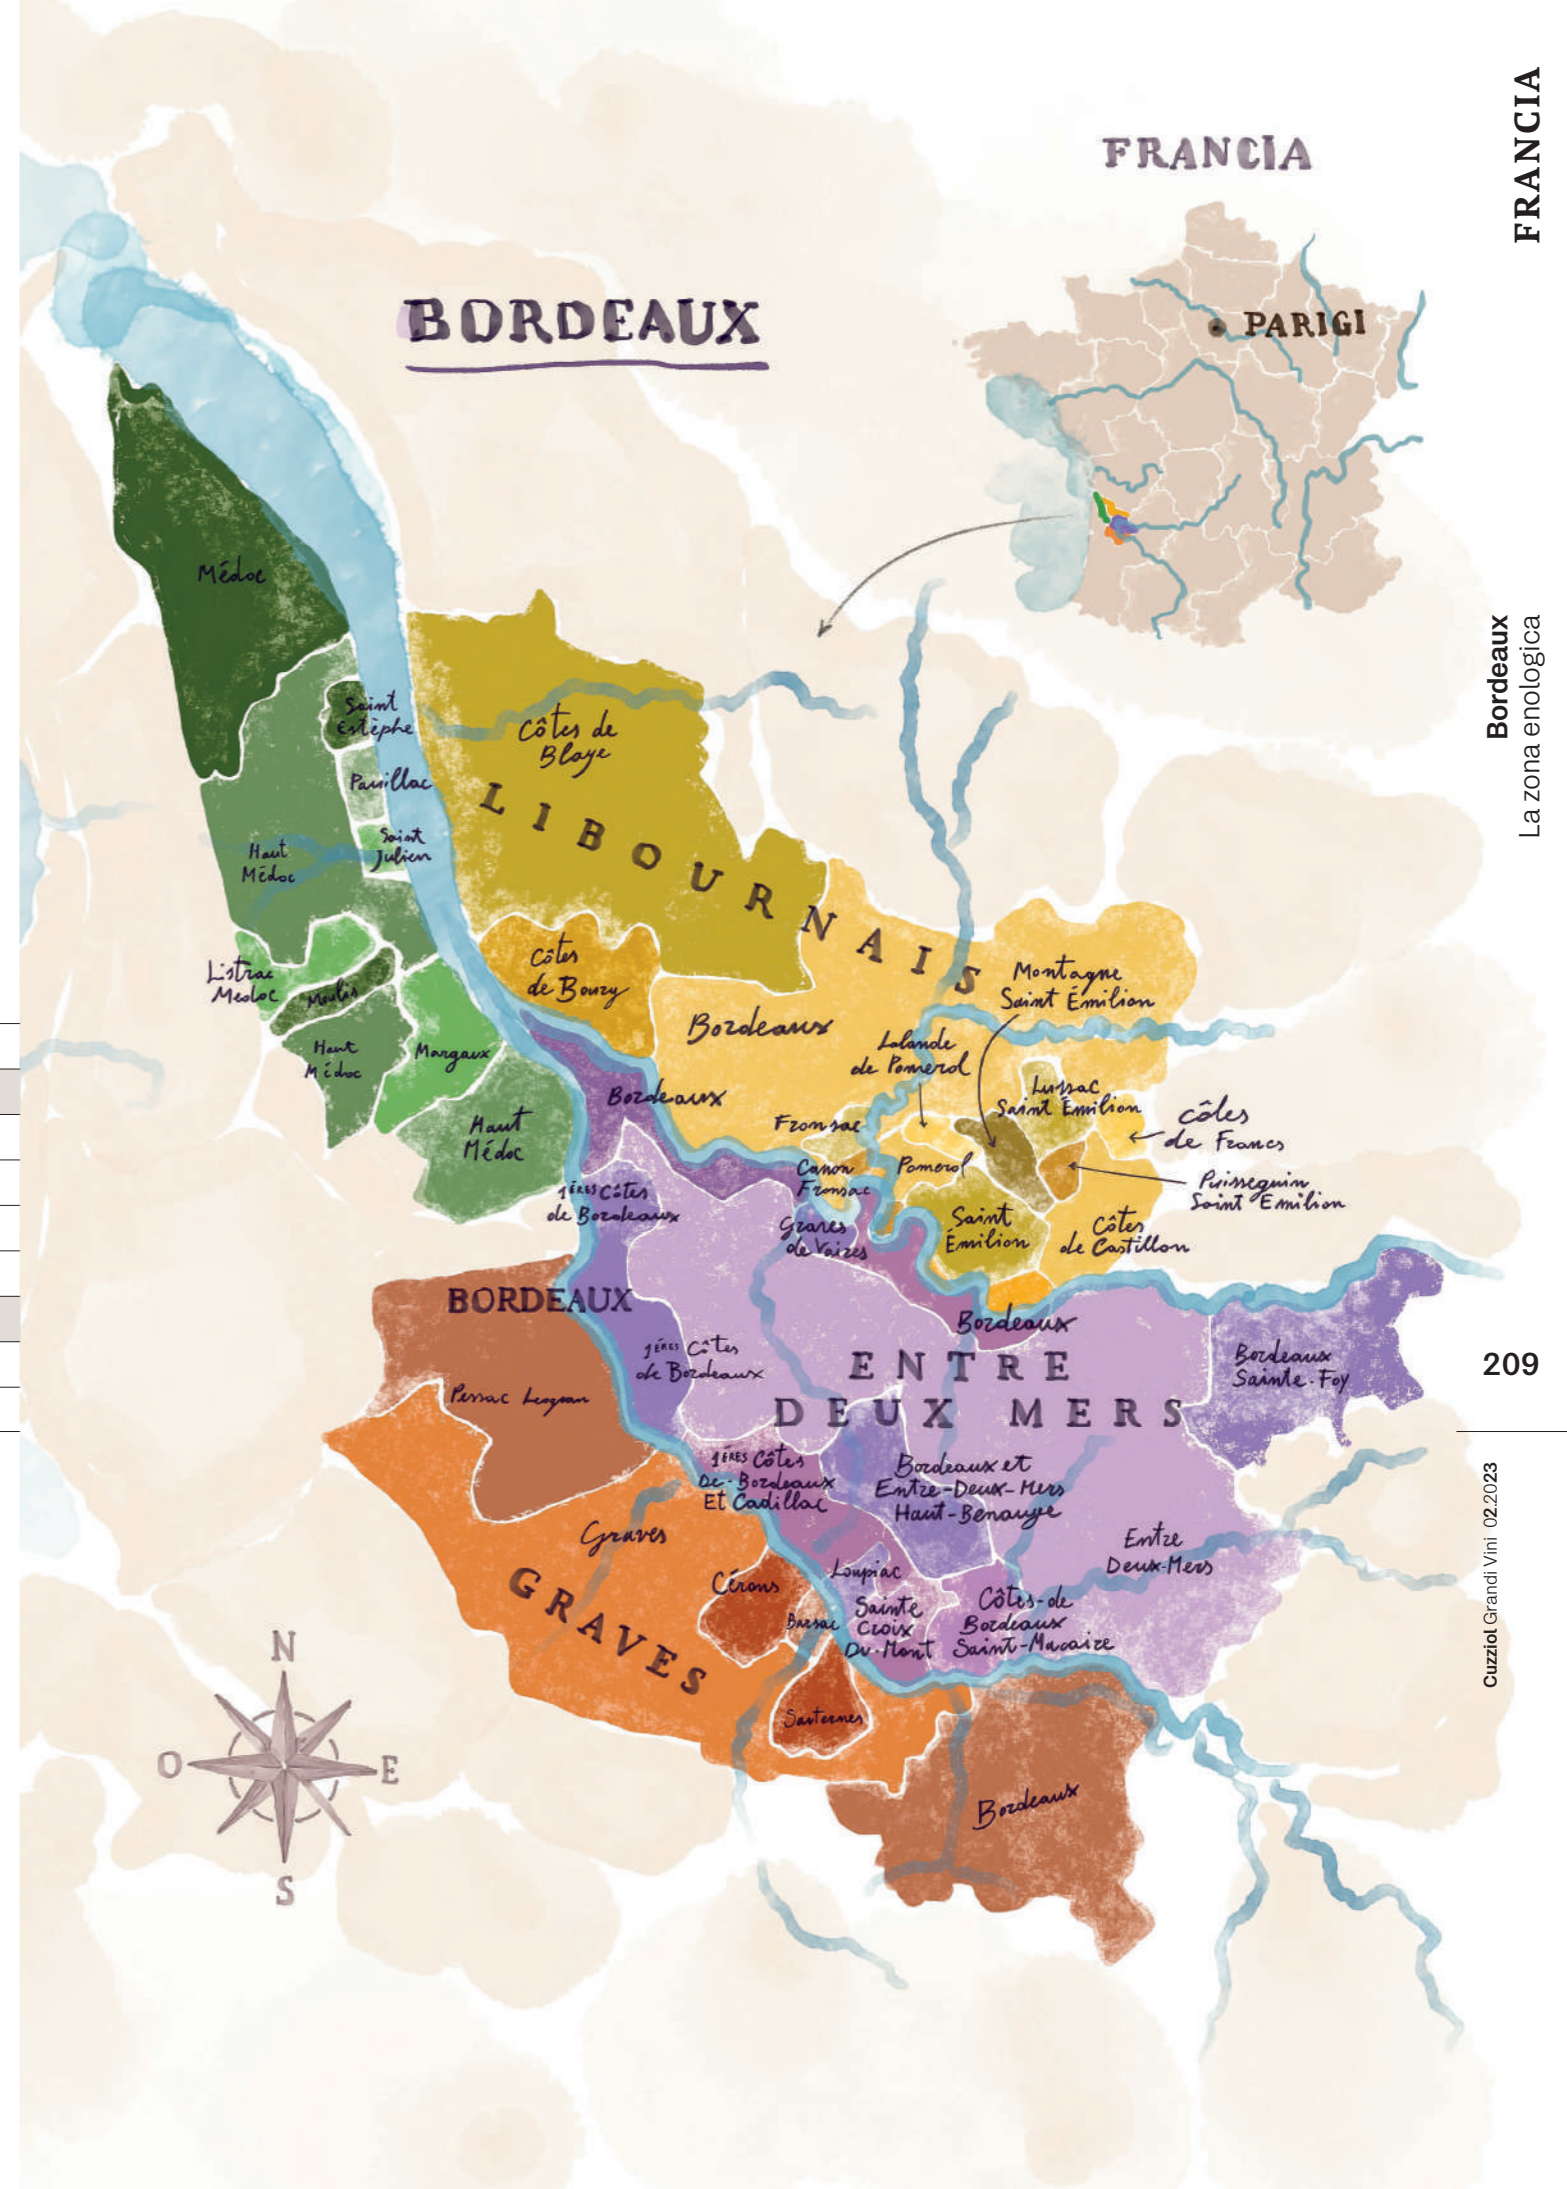 FRANCIA
FRANCIA
PARIGI
BORDEAUX
Médoc
Saint
Estèphe
Pauillac
Saint
Julien
Haut
Médoc
Listrac
Medoc
Moulis
Haut
Médoc
Margaux
Haut
Médoc
Côtes de
Blaye
LIBOURNAIS
Côtes
de Bourg
Bordeaux
Montagne
Saint Émilion
Lalande
de Pomerol
Lussac
Saint Émilion
Côtes
de Francs
Fronsac
Canon
Fronsac
Pomerol
Puisseguin
Saint Emilion
Saint
Émilion
Côtes
de Castillon
Bordeaux
1ÈRES Côtes
de Bordeaux
Graves
de Vaires
BORDEAUX
Bordeaux
1ÈRES Côtes
de Bordeaux
ENTRE
DEUX MERS
Bordeaux
Sainte-Foy
Pessac Leognan
1ÈRES Côtes
De-Bordeaux
Et Cadillac
Bordeaux et
Entre-Deux-Mers
Haut-Benauge
Graves
GRAVES
Entre
Deux-Mers
Cérons
Barsac
Loupiac
Sainte
Croix
Du-Mont
Côtes-de
Bordeaux
Saint-Macaire
Sauternes
Bordeaux
N
O
E
S
Bordeaux
La zona enologica
209
Cuzziol Grandi Vini 02.2023